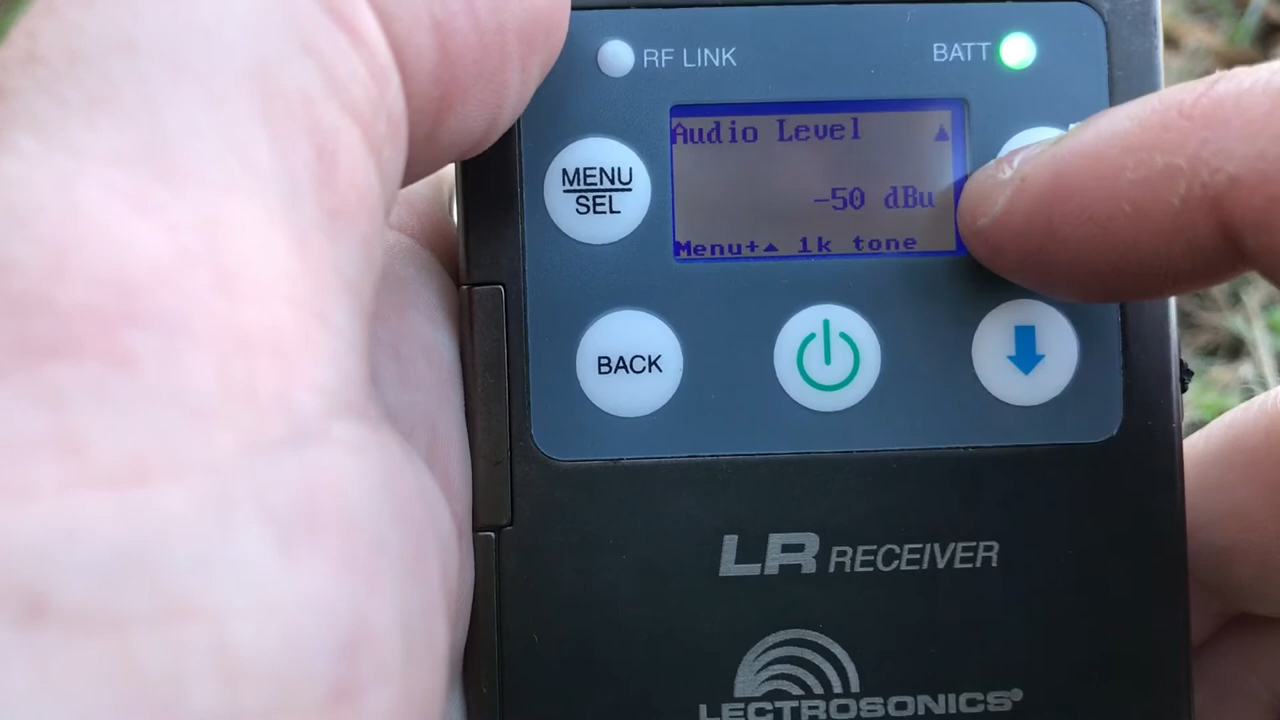 RF LINK
BATT
Audio Level ▲
-50 dBu
Menu+▲ 1k tone
MENU
SEL
BACK
LR RECEIVER
LECTROSONICS®